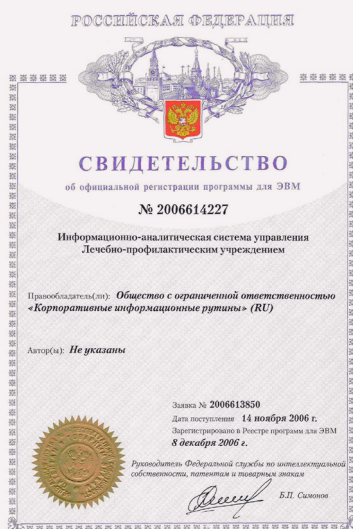 РОССИЙСКАЯ ФЕДЕРАЦИЯ
СВИДЕТЕЛЬСТВО
об официальной регистрации программы для ЭВМ
№ 2006614227
Информационно-аналитическая система управления
Лечебно-профилактическим учреждением
Правообладатель(ли): Общество с ограниченной ответственностью
«Корпоративные информационные рутины» (RU)
Автор(ы): Не указаны
Заявка № 2006613850
Дата поступления 14 ноября 2006 г.
Зарегистрировано в Реестре программ для ЭВМ
8 декабря 2006 г.
Руководитель Федеральной службы по интеллектуальной
собственности, патентам и товарным знакам
Б.П. Симонов